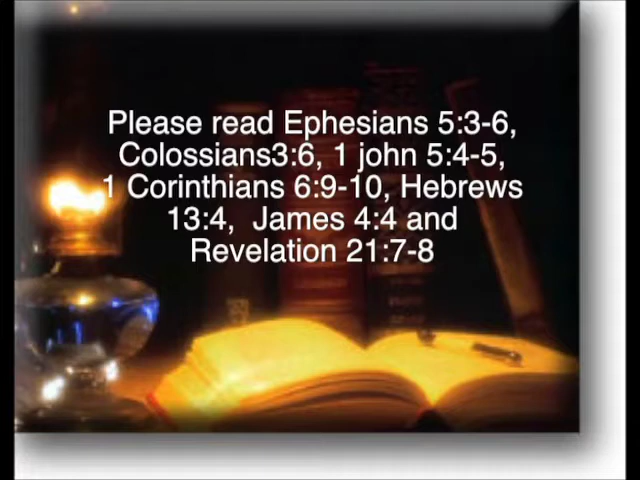 Please read Ephesians 5:3-6,
Colossians3:6, 1 john 5:4-5,
1 Corinthians 6:9-10, Hebrews
13:4,  James 4:4 and
Revelation 21:7-8